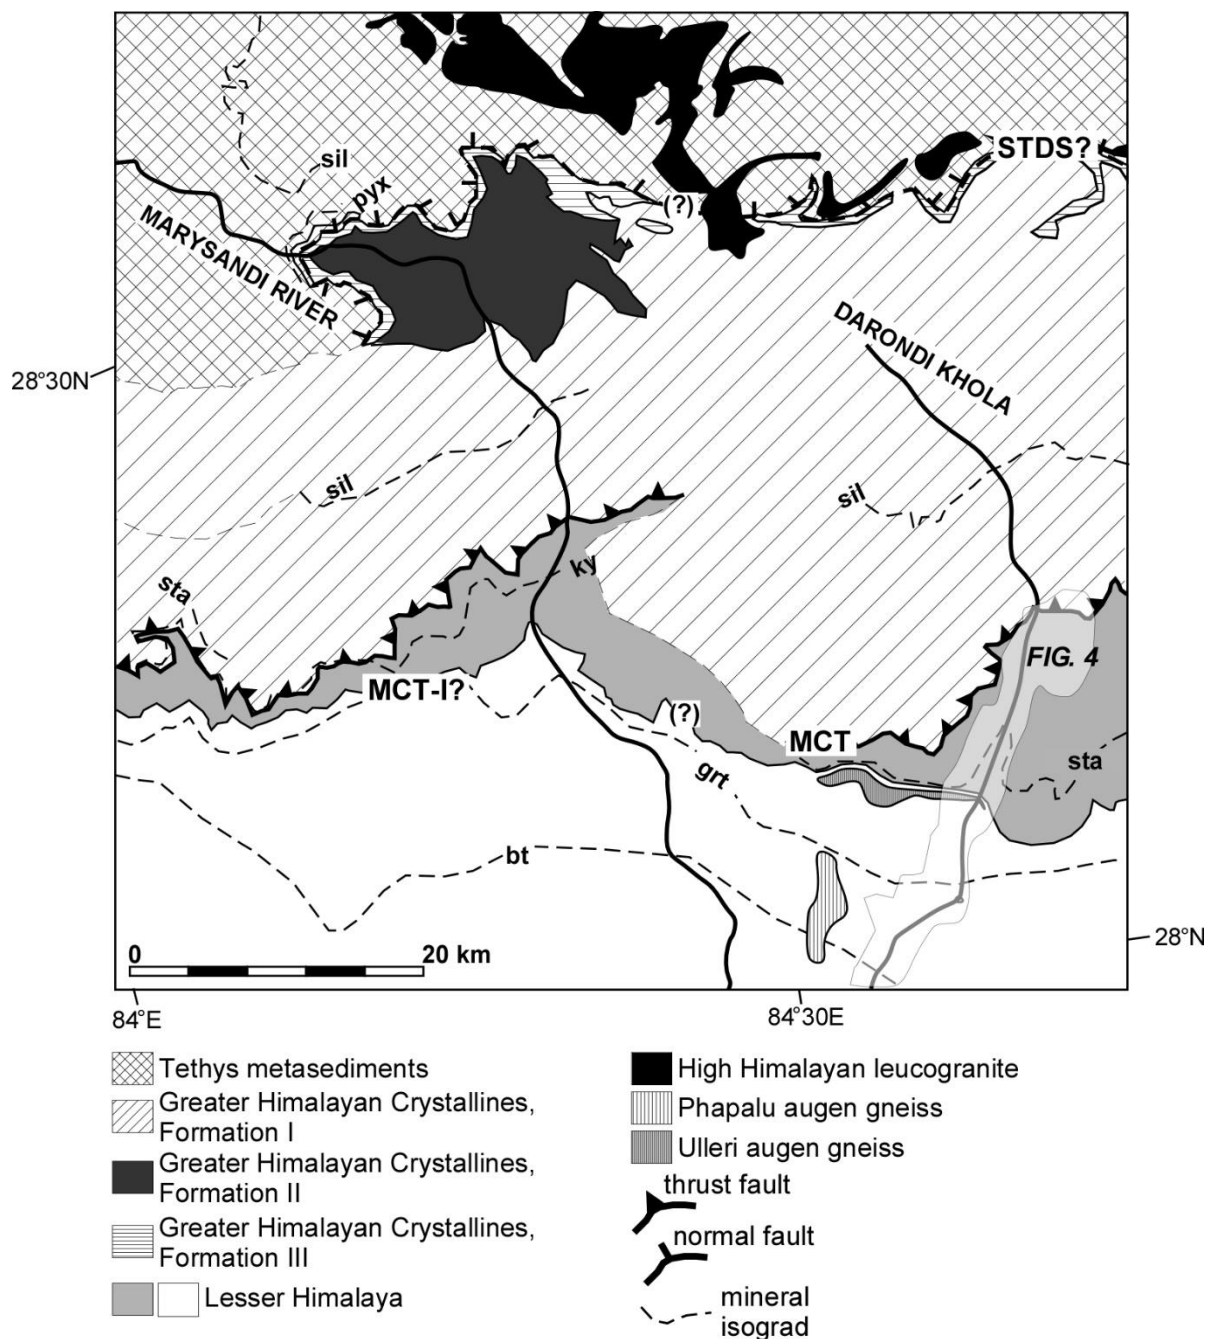 sil
pyx
STDS?
(?)
MARYSANDI RIVER
28°30N
DARONDI KHOLA
sil
sil
ky
sta
FIG. 4
MCT-I?
(?)
MCT
sta
grt
bt
0 20 km
28°N
84°E
84°30E
Tethys metasediments
Greater Himalayan Crystallines,
Formation I
Greater Himalayan Crystallines,
Formation II
Greater Himalayan Crystallines,
Formation III
Lesser Himalaya
High Himalayan leucogranite
Phapalu augen gneiss
Ulleri augen gneiss
thrust fault
normal fault
mineral
isograd